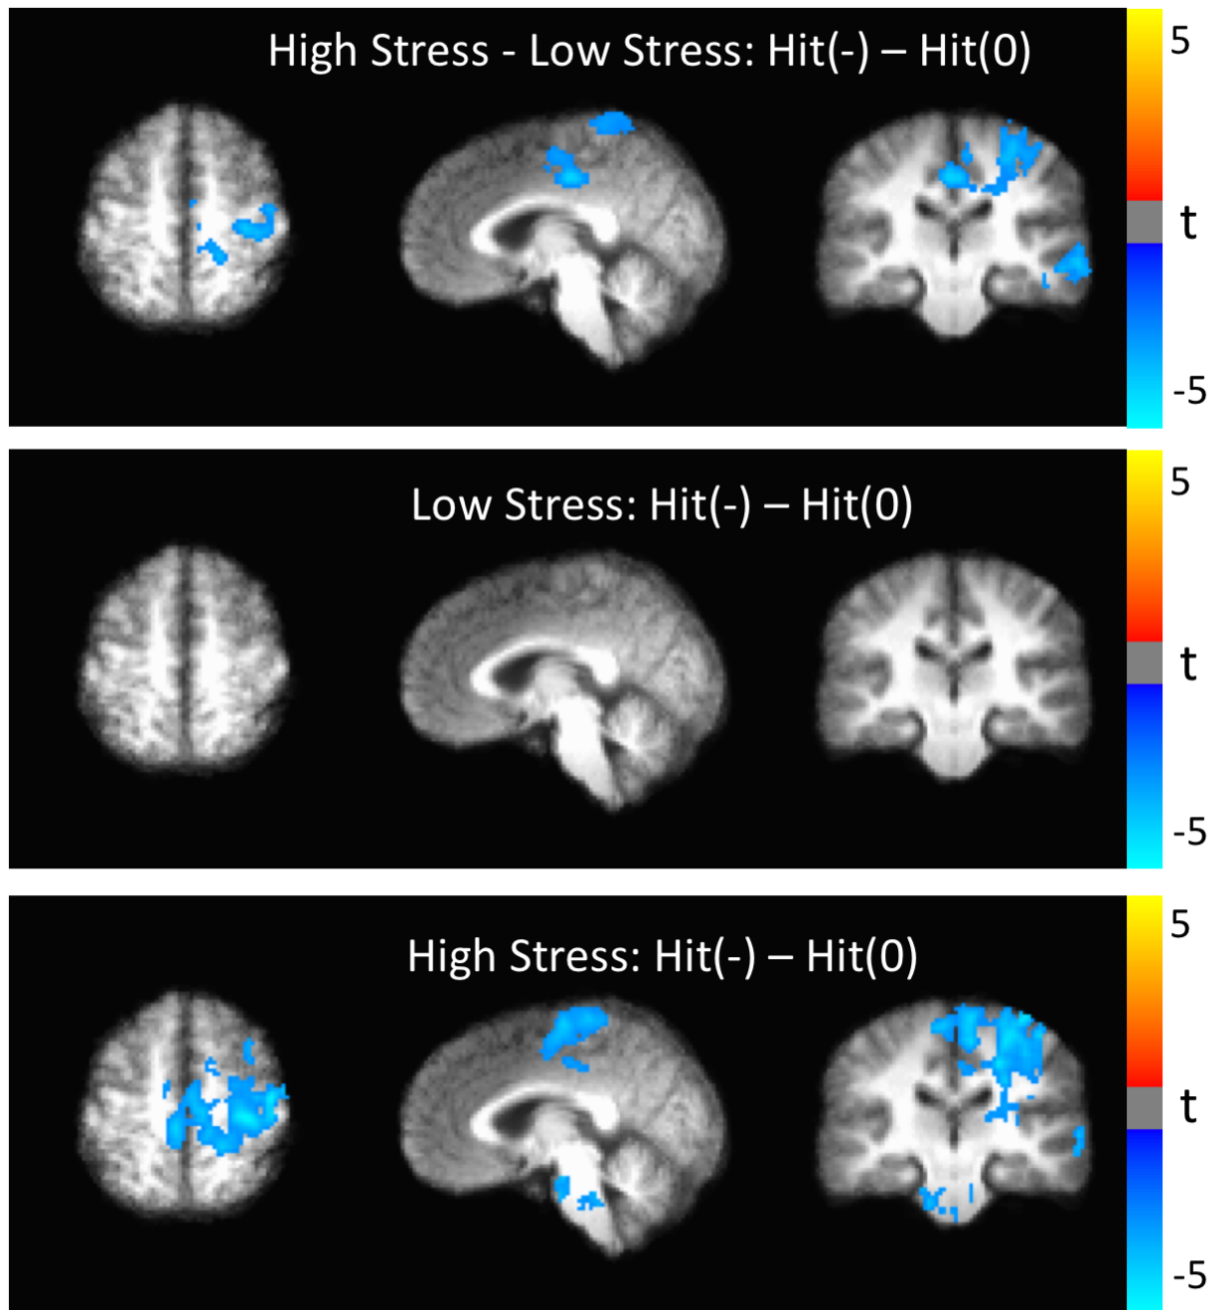 High Stress - Low Stress: Hit(-) – Hit(0)
5
t
-5
Low Stress: Hit(-) – Hit(0)
5
t
-5
High Stress: Hit(-) – Hit(0)
5
t
-5